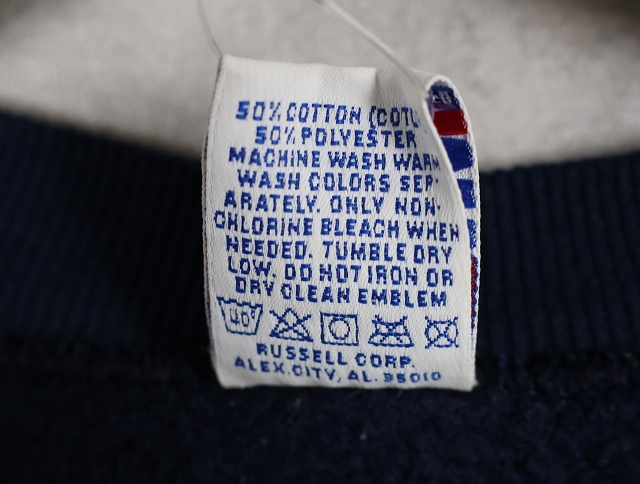 50% COTTON (COTO
50% POLYESTER
MACHINE WASH WARM
WASH COLORS SEP-
ARATELY. ONLY NON-
CHLORINE BLEACH WHEN
NEEDED. TUMBLE DRY
LOW. DO NOT IRON OR
DRY CLEAN EMBLEM
40°
RUSSELL CORP.
ALEX.CITY, AL. 35010